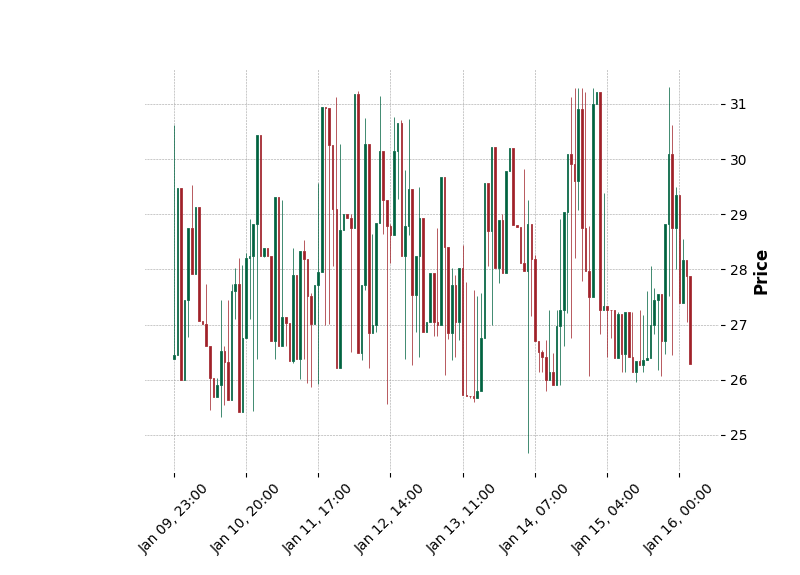 31
30
29
28
27
26
25
Price
Jan 09, 23:00
Jan 10, 20:00
Jan 11, 17:00
Jan 12, 14:00
Jan 13, 11:00
Jan 14, 07:00
Jan 15, 04:00
Jan 16, 00:00